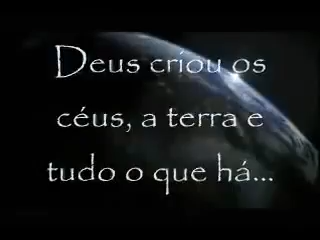 Deus criou os
céus, a terra e
tudo o que há...